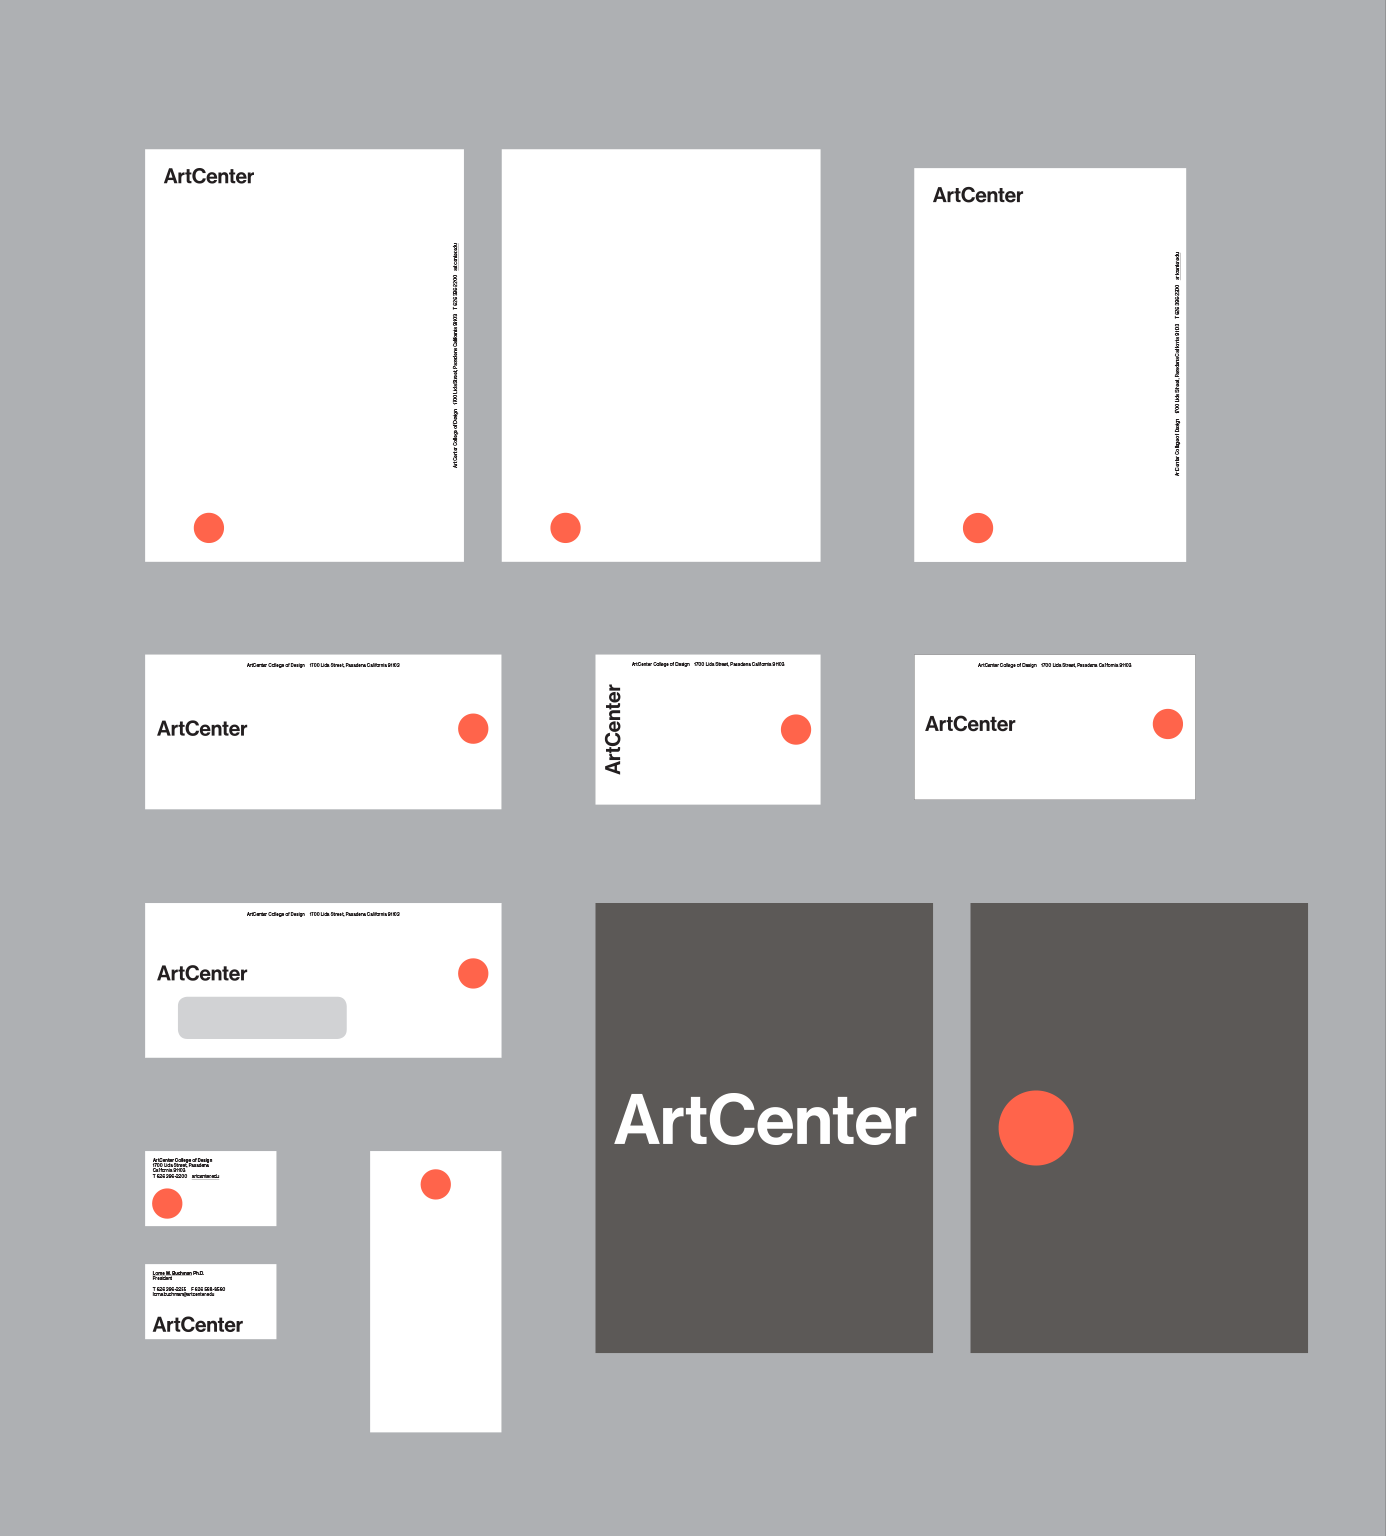 ArtCenter
ArtCenter College of Design 1700 Lida Street, Pasadena California 91103 T 626 396-2200 artcenter.edu
ArtCenter
ArtCenter College of Design 1700 Lida Street, Pasadena California 91103 T 626 396-2200 artcenter.edu
ArtCenter College of Design 1700 Lida Street, Pasadena California 91103
ArtCenter
ArtCenter College of Design 1700 Lida Street, Pasadena California 91103
ArtCenter
ArtCenter College of Design 1700 Lida Street, Pasadena California 91103
ArtCenter
ArtCenter College of Design 1700 Lida Street, Pasadena California 91103
ArtCenter
ArtCenter
ArtCenter College of Design
1700 Lida Street, Pasadena
California 91103
T 626 396-2200 artcenter.edu
Lorne M. Buchman Ph.D.
President
T 626 396-2215 F 626
lorne.buchman@artcenter.edu
ArtCenter